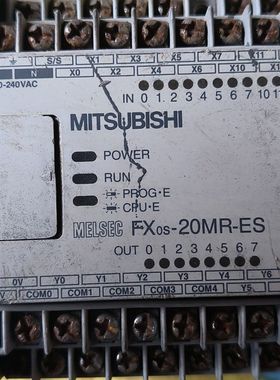 S/S X1 X3 X5 X7 X11
0-240VAC
N X0 X2 X4 X6 X10
IN 0 1 2 3 4 5 6 7 10 1
MITSUBISHI
POWER
RUN
PROG·E
CPU·E
MELSEC FX0S-20MR-ES
OUT 0 1 2 3 4 5 6 7
0V Y0 Y1 Y2 Y3 Y4 Y6
COM0 COM1 COM2 COM3 COM4 Y5